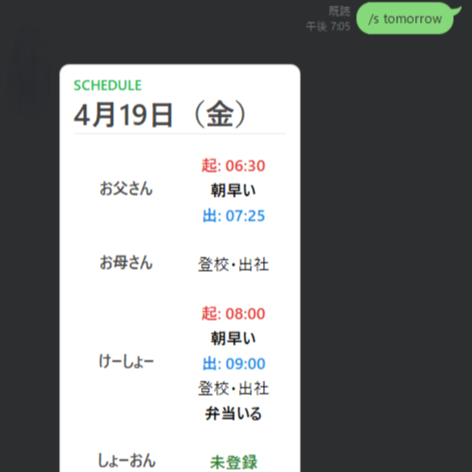 既読
午後 7:05
/s tomorrow
SCHEDULE
4月19日（金）
お父さん
起: 06:30
朝早い
出: 07:25
お母さん
登校・出社
けーしょー
起: 08:00
朝早い
出: 09:00
登校・出社
弁当いる
しょーおん
未登録